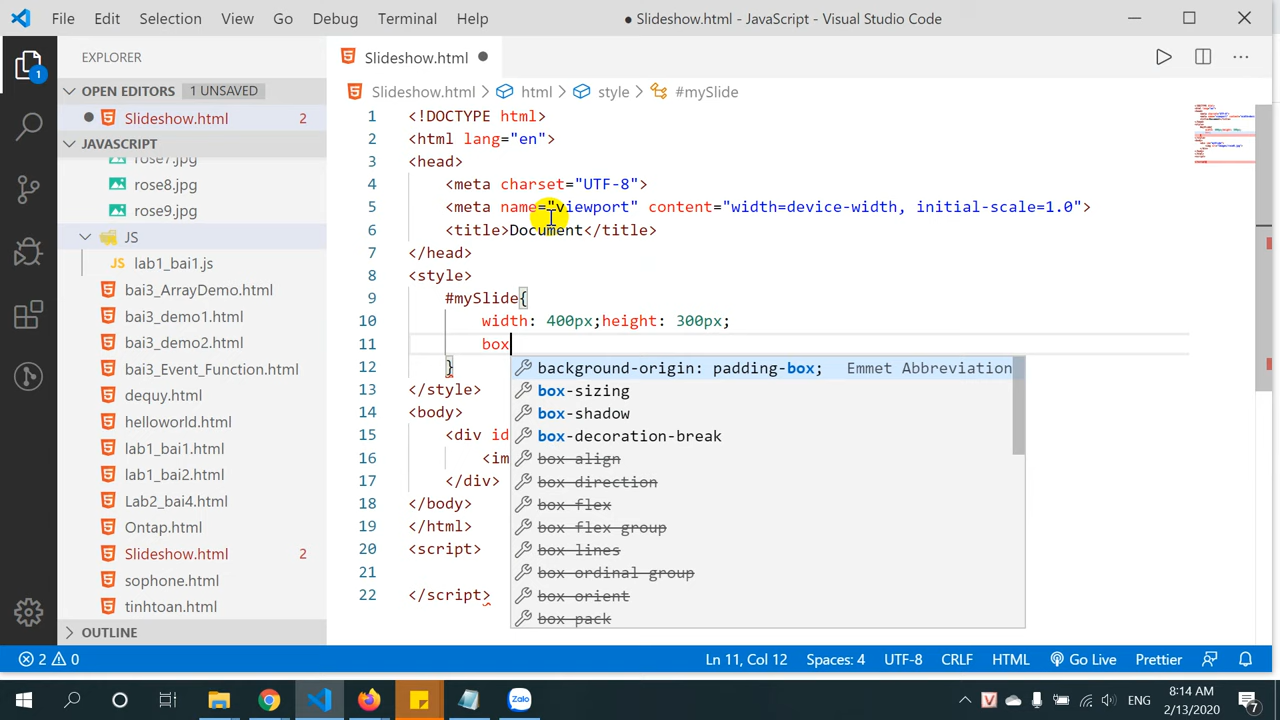 File Edit Selection View Go Debug Terminal Help
● Slideshow.html - JavaScript - Visual Studio Code
EXPLORER
OPEN EDITORS 1 UNSAVED
Slideshow.html 2
JAVASCRIPT
rose7.jpg
rose8.jpg
rose9.jpg
JS
JS lab1_bai1.js
bai3_ArrayDemo.html
bai3_demo1.html
bai3_demo2.html
bai3_Event_Function.html
dequy.html
helloworld.html
lab1_bai1.html
lab1_bai2.html
Lab2_bai4.html
Ontap.html
Slideshow.html 2
sophone.html
tinhtoan.html
OUTLINE
1
Slideshow.html
Slideshow.html > html > style > #mySlide
1 <!DOCTYPE html>
2 <html lang="en">
3 <head>
4 <meta charset="UTF-8">
5 <meta name="viewport" content="width=device-width, initial-scale=1.0">
6 <title>Document</title>
7 </head>
8 <style>
9 #mySlide{
10 width: 400px;height: 300px;
11 box
12 }
13 </style>
14 <body>
15 <div id
16 <im
17 </div>
18 </body>
19 </html>
20 <script>
21
22 </script>
background-origin: padding-box; Emmet Abbreviation
box-sizing
box-shadow
box-decoration-break
box-align
box-direction
box-flex
box-flex-group
box-lines
box-ordinal-group
box-orient
box-pack
2 0 Ln 11, Col 12 Spaces: 4 UTF-8 CRLF HTML Go Live Prettier
Zalo V ENG 8:14 AM
2/13/2020 7